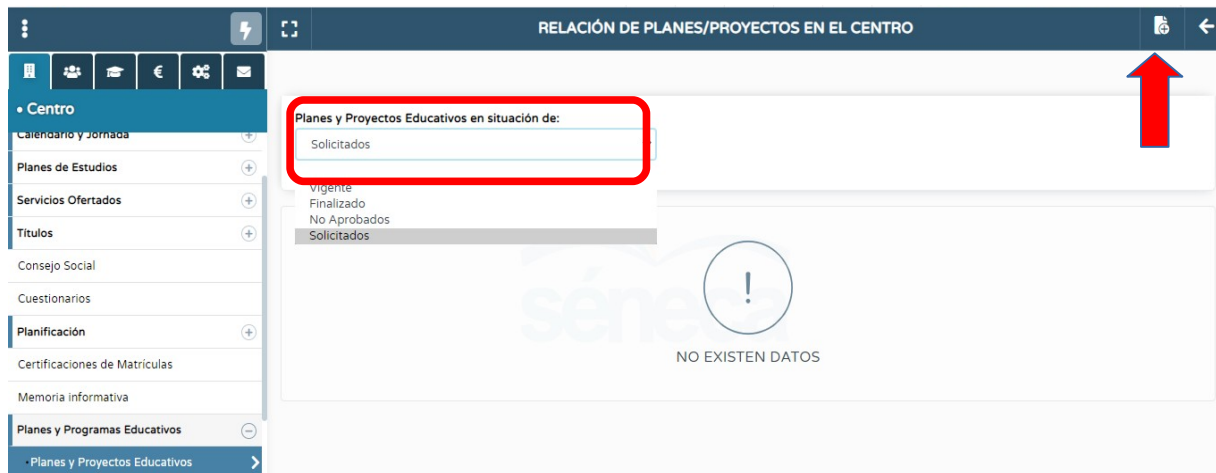 RELACIÓN DE PLANES/PROYECTOS EN EL CENTRO
€
• Centro
Calendario y Jornada
Planes de Estudios
Servicios Ofertados
Títulos
Consejo Social
Cuestionarios
Planificación
Certificaciones de Matrículas
Memoria informativa
Planes y Programas Educativos
• Planes y Proyectos Educativos
Planes y Proyectos Educativos en situación de:
Solicitados
Vigente
Finalizado
No Aprobados
Solicitados
séneca
!
NO EXISTEN DATOS